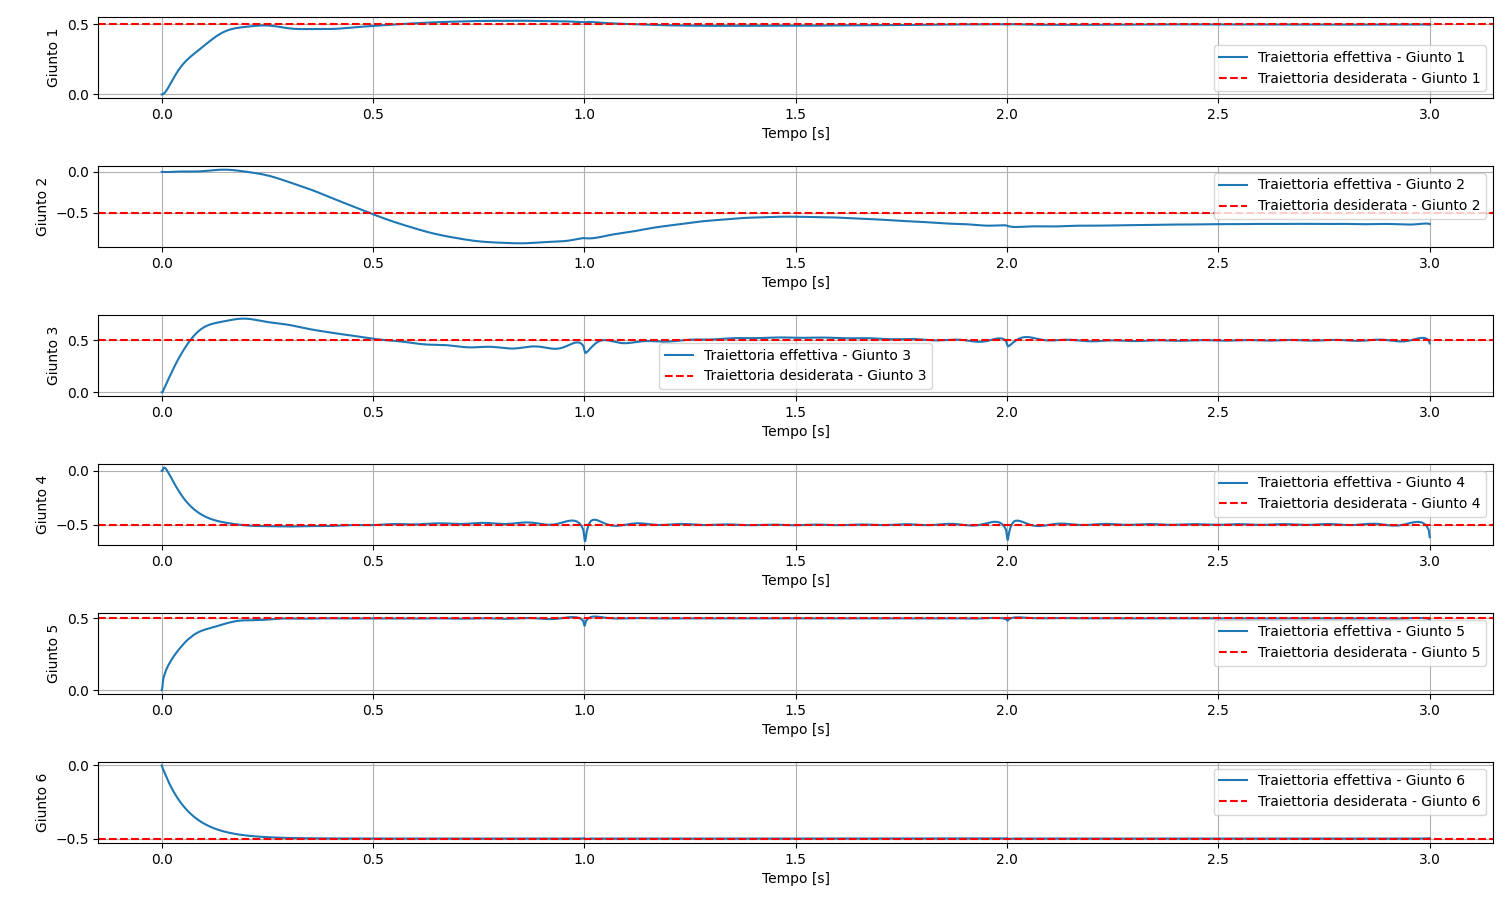 Giunto 1
0.5
0.0
Traiettoria effettiva - Giunto 1
Traiettoria desiderata - Giunto 1
0.0 0.5 1.0 1.5 2.0 2.5 3.0
Tempo [s]
Giunto 2
0.0
−0.5
Traiettoria effettiva - Giunto 2
Traiettoria desiderata - Giunto 2
0.0 0.5 1.0 1.5 2.0 2.5 3.0
Tempo [s]
Giunto 3
0.5
0.0
Traiettoria effettiva - Giunto 3
Traiettoria desiderata - Giunto 3
0.0 0.5 1.0 1.5 2.0 2.5 3.0
Tempo [s]
Giunto 4
0.0
−0.5
Traiettoria effettiva - Giunto 4
Traiettoria desiderata - Giunto 4
0.0 0.5 1.0 1.5 2.0 2.5 3.0
Tempo [s]
Giunto 5
0.5
0.0
Traiettoria effettiva - Giunto 5
Traiettoria desiderata - Giunto 5
0.0 0.5 1.0 1.5 2.0 2.5 3.0
Tempo [s]
Giunto 6
0.0
−0.5
Traiettoria effettiva - Giunto 6
Traiettoria desiderata - Giunto 6
0.0 0.5 1.0 1.5 2.0 2.5 3.0
Tempo [s]